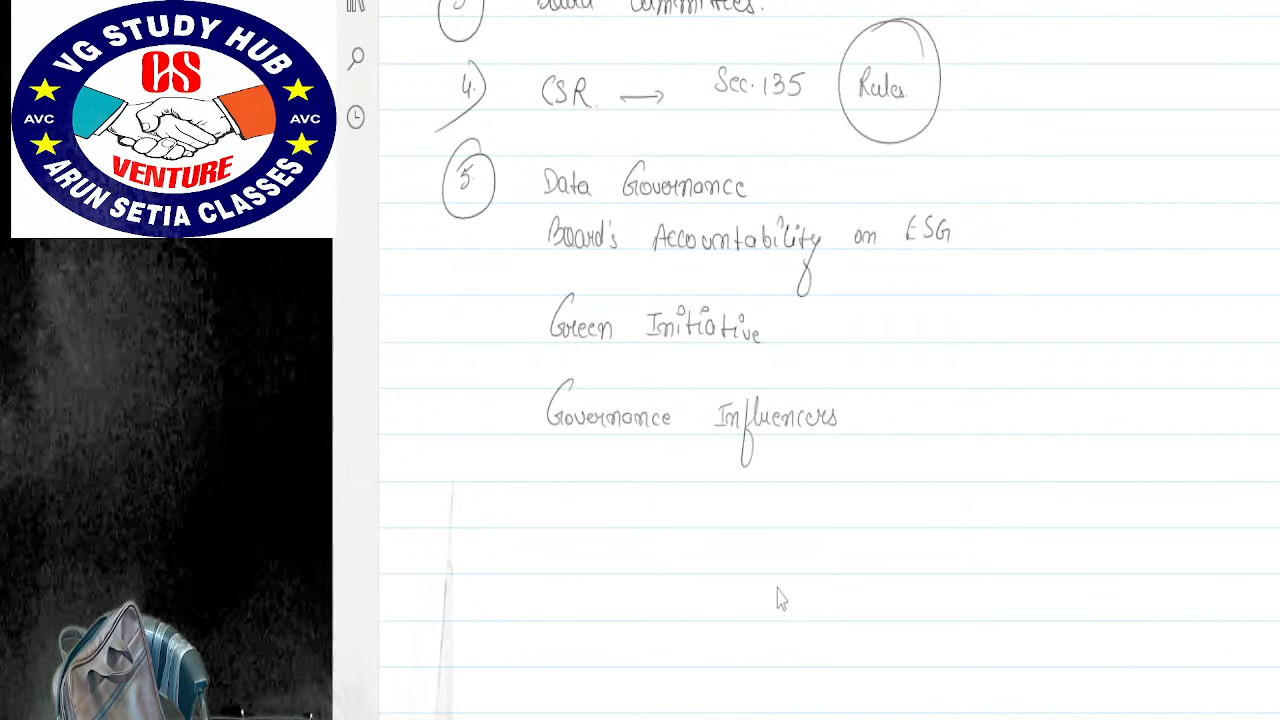 VG STUDY HUB
CS
AVC
AVC
VENTURE
ARUN SETIA CLASSES
Committees.
4.) CSR. → Sec. 135 Rules.
5. Data Governance
Board's Accountability on ESG
Green Initiative
Governance Influencers